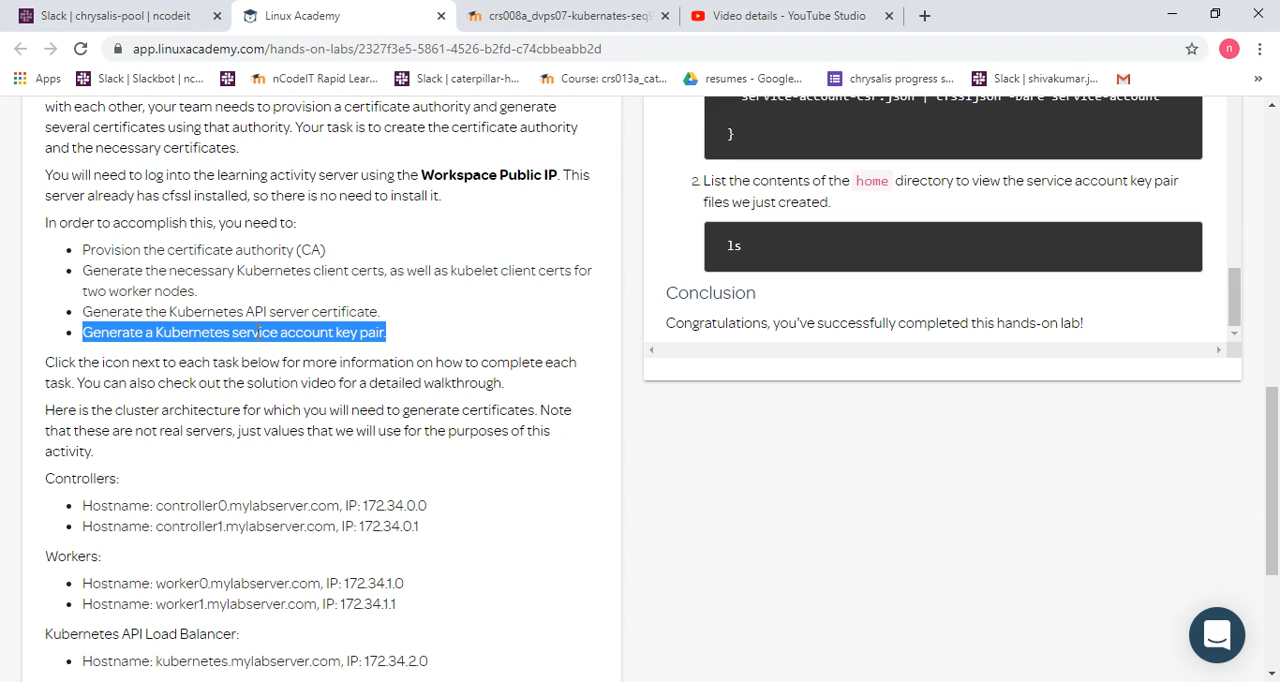 Slack | chrysalis-pool | ncodeit
Linux Academy
crs008a_dvps07-kubernates-seq
Video details - YouTube Studio
app.linuxacademy.com/hands-on-labs/2327f3e5-5861-4526-b2fd-c74cbbeabb2d
n
Apps
Slack | Slackbot | nc...
nCodeIT Rapid Lear...
Slack | caterpillar-h...
Course: crs013a_cat...
resumes - Google...
chrysalis progress s...
Slack | shivakumar.j...
»
with each other, your team needs to provision a certificate authority and generate
several certificates using that authority. Your task is to create the certificate authority
and the necessary certificates.
You will need to log into the learning activity server using the Workspace Public IP. This
server already has cfssl installed, so there is no need to install it.
In order to accomplish this, you need to:
• Provision the certificate authority (CA)
• Generate the necessary Kubernetes client certs, as well as kubelet client certs for
two worker nodes.
• Generate the Kubernetes API server certificate.
• Generate a Kubernetes service account key pair.
Click the icon next to each task below for more information on how to complete each
task. You can also check out the solution video for a detailed walkthrough.
Here is the cluster architecture for which you will need to generate certificates. Note
that these are not real servers, just values that we will use for the purposes of this
activity.
Controllers:
• Hostname: controller0.mylabserver.com, IP: 172.34.0.0
• Hostname: controller1.mylabserver.com, IP: 172.34.0.1
Workers:
• Hostname: worker0.mylabserver.com, IP: 172.34.1.0
• Hostname: worker1.mylabserver.com, IP: 172.34.1.1
Kubernetes API Load Balancer:
• Hostname: kubernetes.mylabserver.com, IP: 172.34.2.0
service-account-csr.json | cfssljson -bare service-account
}
2. List the contents of the home directory to view the service account key pair
files we just created.
ls
Conclusion
Congratulations, you've successfully completed this hands-on lab!